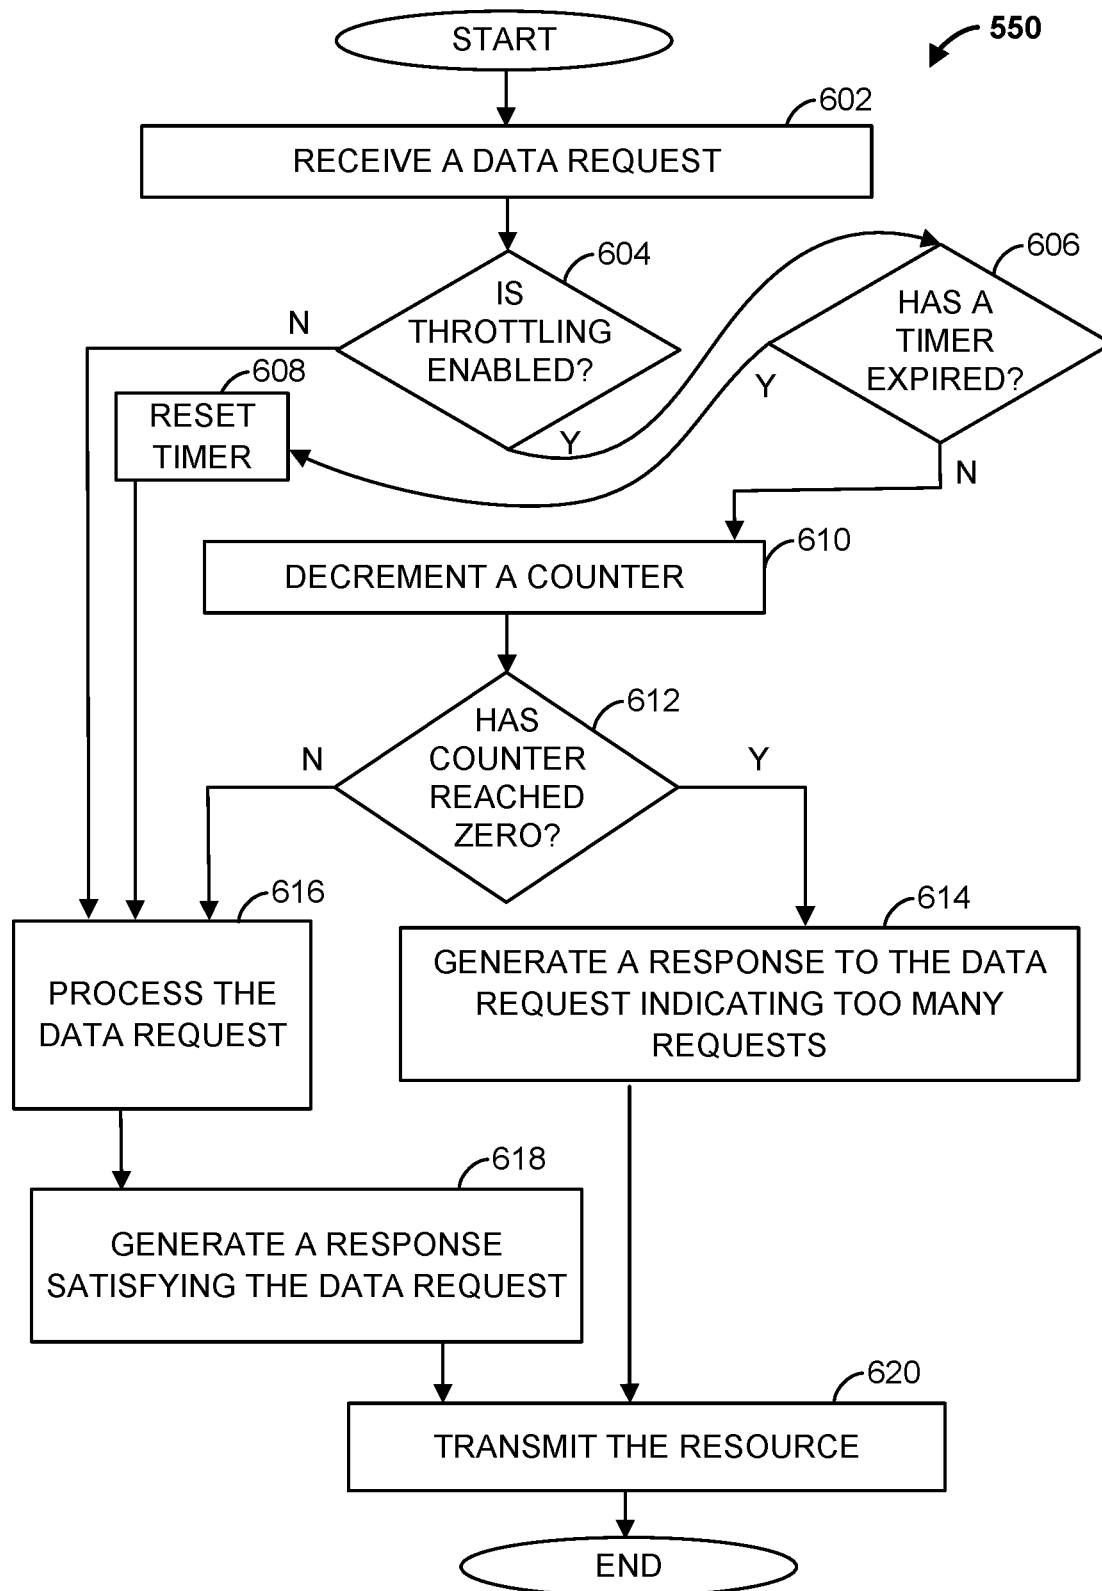 START
550
602
RECEIVE A DATA REQUEST
604
606
IS
THROTTLING
ENABLED?
N
HAS A
TIMER
EXPIRED?
608
Y
RESET
TIMER
Y
N
610
DECREMENT A COUNTER
612
HAS
COUNTER
REACHED
ZERO?
N
Y
616
614
PROCESS THE
DATA REQUEST
GENERATE A RESPONSE TO THE DATA
REQUEST INDICATING TOO MANY
REQUESTS
618
GENERATE A RESPONSE
SATISFYING THE DATA REQUEST
620
TRANSMIT THE RESOURCE
END